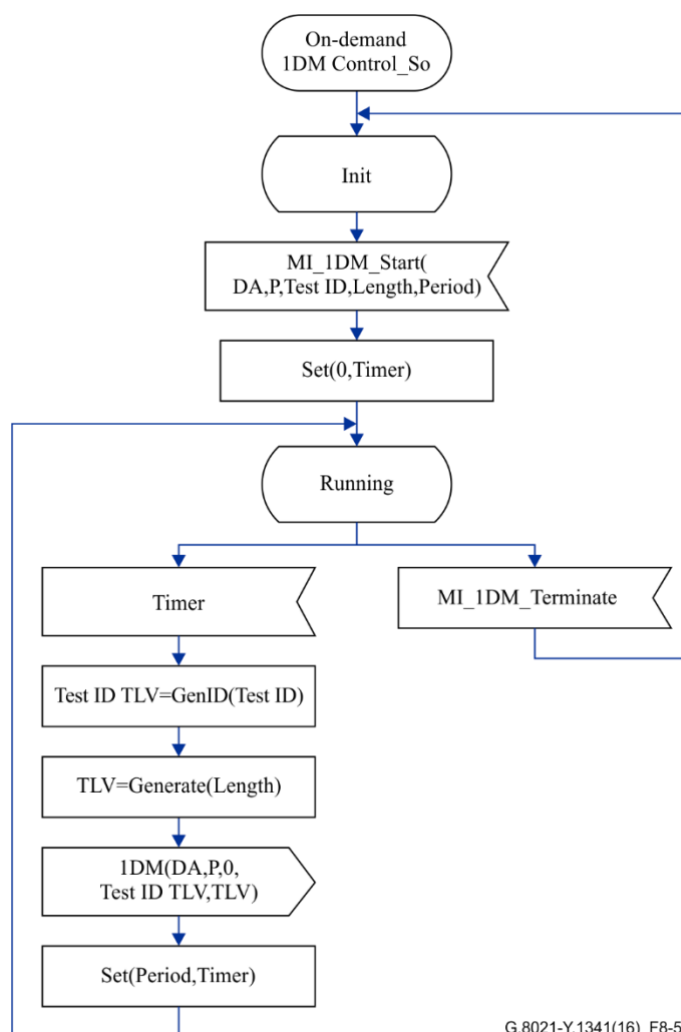 On-demand
1DM Control_So
Init
MI_1DM_Start(
DA,P,Test ID,Length,Period)
Set(0,Timer)
Running
Timer
MI_1DM_Terminate
Test ID TLV=GenID(Test ID)
TLV=Generate(Length)
1DM(DA,P,0,
Test ID TLV,TLV)
Set(Period,Timer)
G.8021-Y.1341(16)_F8-5